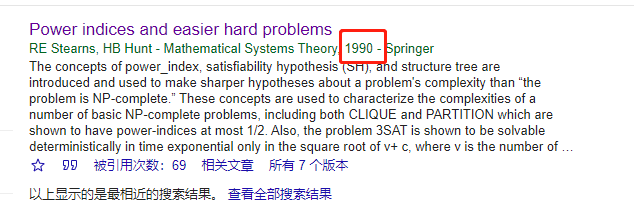 Power indices and easier hard problems
RE Stearns, HB Hunt - Mathematical Systems Theory, 1990 - Springer
The concepts of power_index, satisfiability hypothesis (SH), and structure tree are
introduced and used to make sharper hypotheses about a problem's complexity than “the
problem is NP-complete.” These concepts are used to characterize the complexities of a
number of basic NP-complete problems, including both CLIQUE and PARTITION which are
shown to have power-indices at most 1/2. Also, the problem 3SAT is shown to be solvable
deterministically in time exponential only in the square root of v+ c, where v is the number of …
被引用次数：69 相关文章 所有 7 个版本
以上显示的是最相近的搜索结果。 查看全部搜索结果